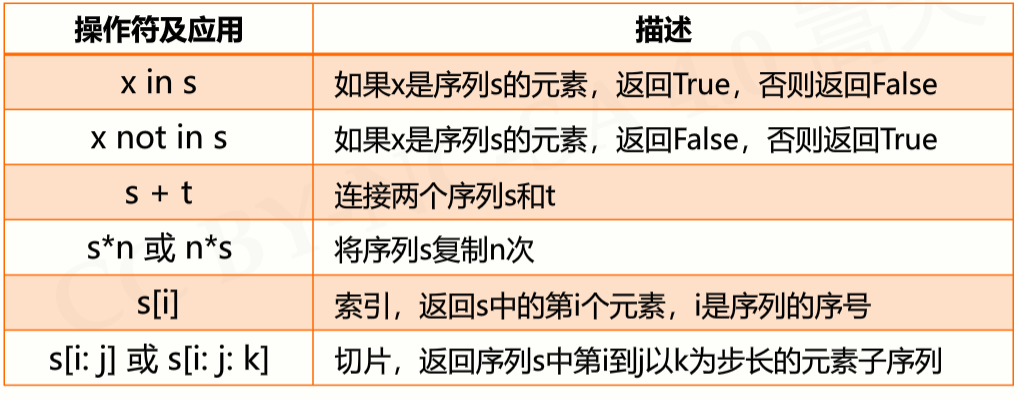 操作符及应用 描述
x in s 如果x是序列s的元素，返回True，否则返回False
x not in s 如果x是序列s的元素，返回False，否则返回True
s + t 连接两个序列s和t
s*n 或 n*s 将序列s复制n次
s[i] 索引，返回s中的第i个元素，i是序列的序号
s[i: j] 或 s[i: j: k] 切片，返回序列s中第i到j以k为步长的元素子序列